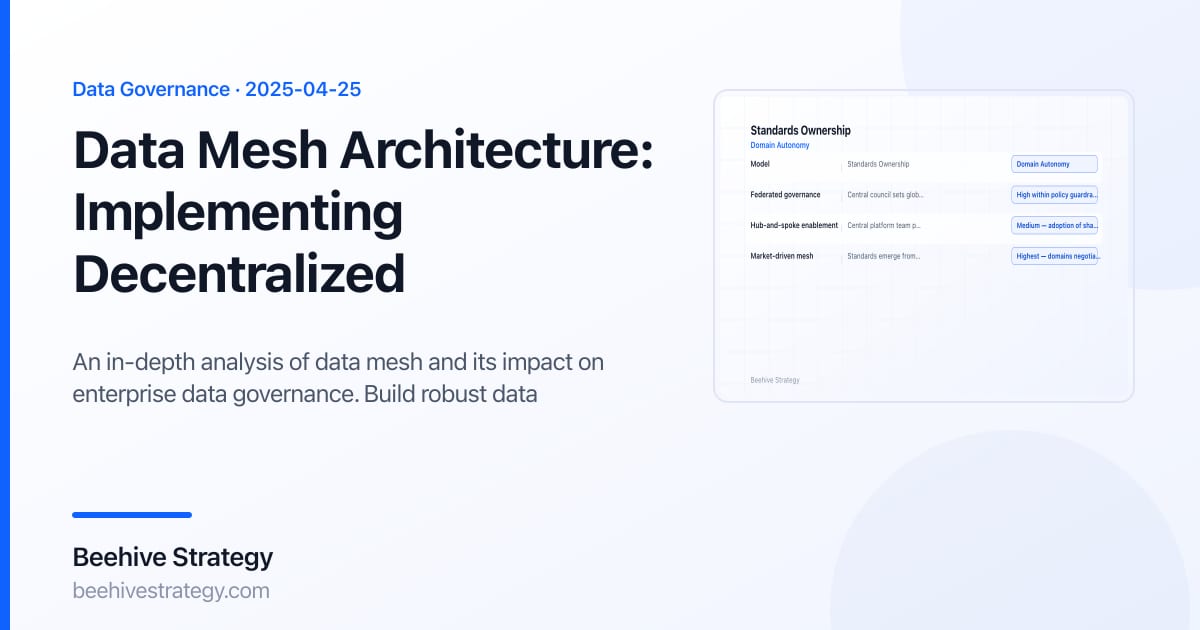 Data Governance · 2025-04-25
Data Mesh Architecture:
Implementing
Decentralized
An in-depth analysis of data mesh and its impact on
enterprise data governance. Build robust data
Beehive Strategy
beehivestrategy.com
Standards Ownership
Domain Autonomy
Model Standards Ownership Domain Autonomy
Federated governance Central council sets glob... High within policy guardra...
Hub-and-spoke enablement Central platform team p... Medium — adoption of sha...
Market-driven mesh Standards emerge from... Highest — domains negotia...
Beehive Strategy